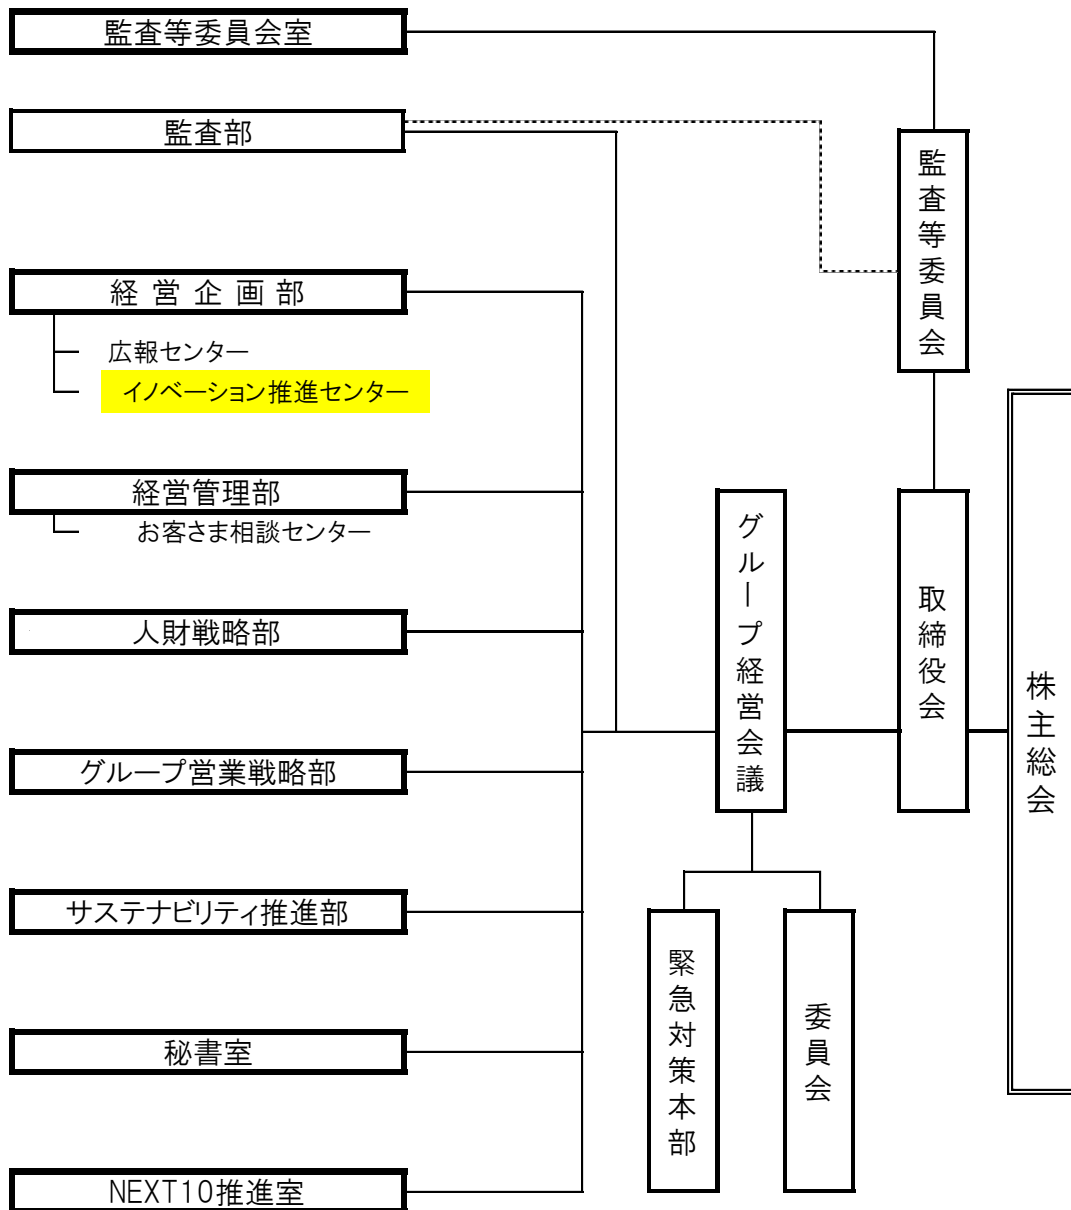 監査等委員会室
監査部
監査等委員会
経営企画部
広報センター
イノベーション推進センター
経営管理部
お客さま相談センター
グループ経営会議
取締役会
株主総会
人財戦略部
グループ営業戦略部
サステナビリティ推進部
緊急対策本部
委員会
秘書室
NEXT10推進室